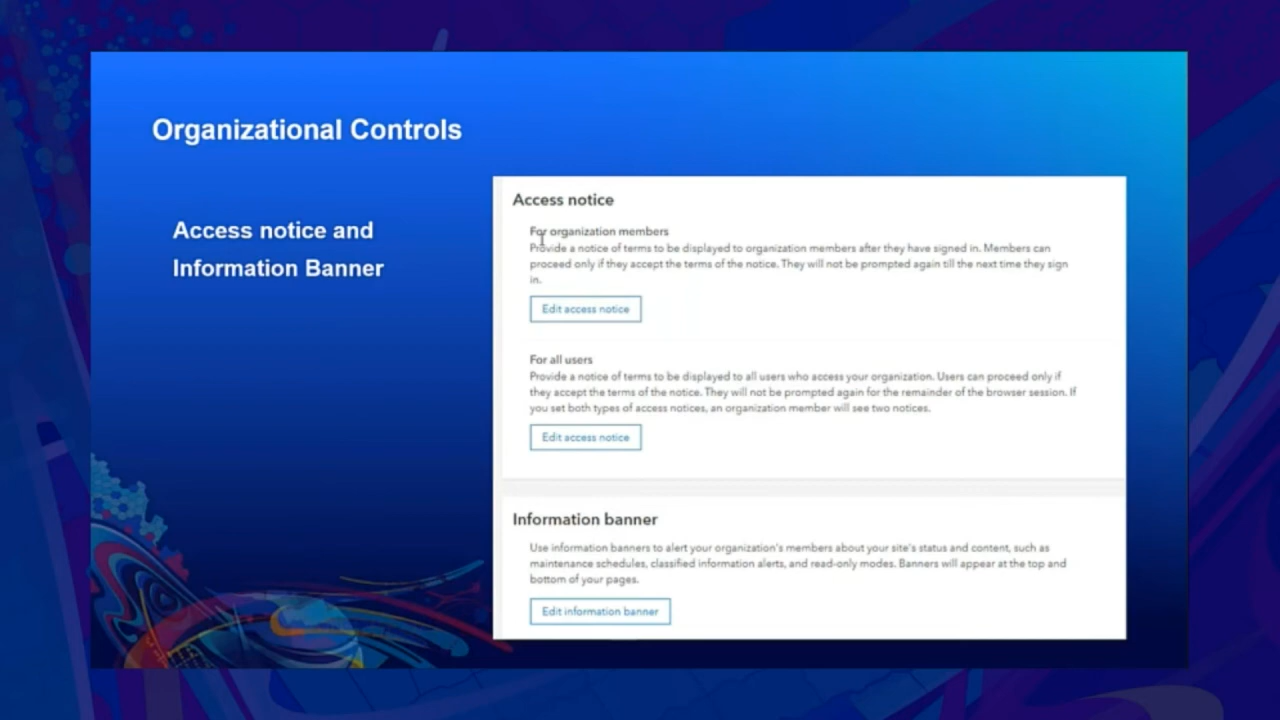 Organizational Controls
Access notice and
Information Banner
Access notice
For organization members
Provide a notice of terms to be displayed to organization members after they have signed in. Members can
proceed only if they accept the terms of the notice. They will not be prompted again till the next time they sign
in.
Edit access notice
For all users
Provide a notice of terms to be displayed to all users who access your organization. Users can proceed only if
they accept the terms of the notice. They will not be prompted again for the remainder of the browser session. If
you set both types of access notices, an organization member will see two notices.
Edit access notice
Information banner
Use information banners to alert your organization's members about your site's status and content, such as
maintenance schedules, classified information alerts, and read-only modes. Banners will appear at the top and
bottom of your pages.
Edit information banner